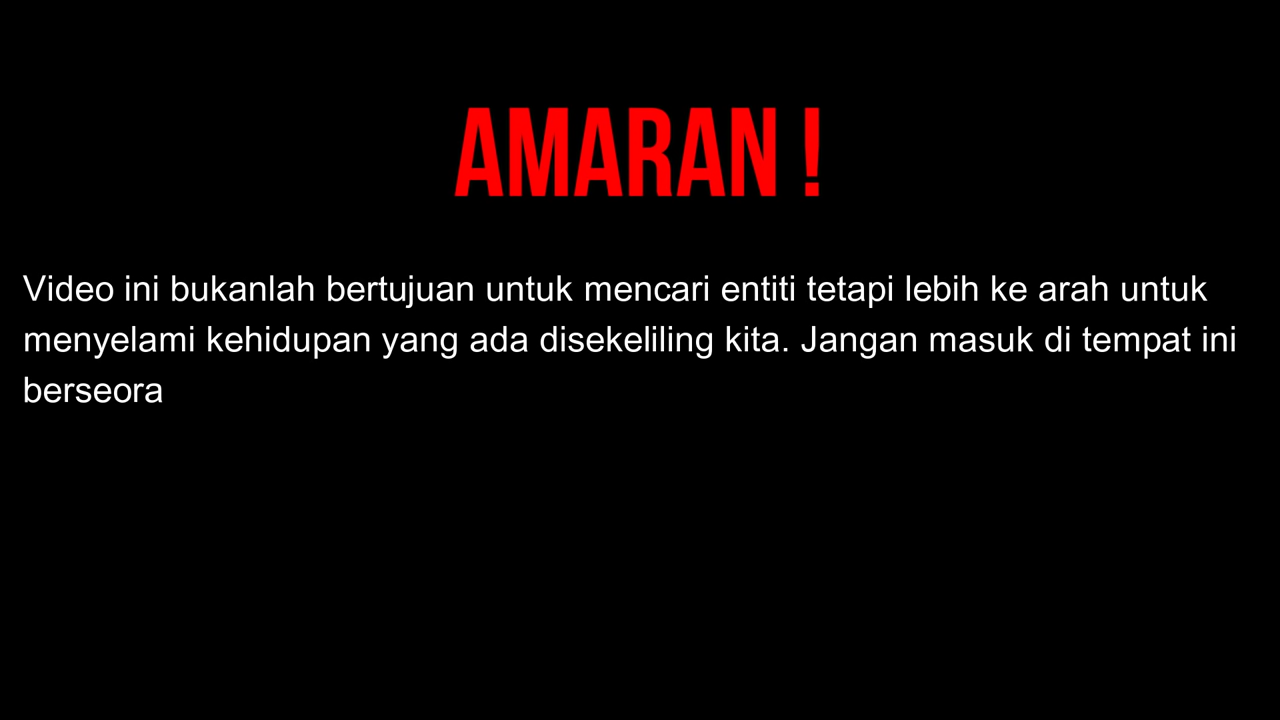 AMARAN !
Video ini bukanlah bertujuan untuk mencari entiti tetapi lebih ke arah untuk
menyelami kehidupan yang ada disekeliling kita. Jangan masuk di tempat ini
berseora